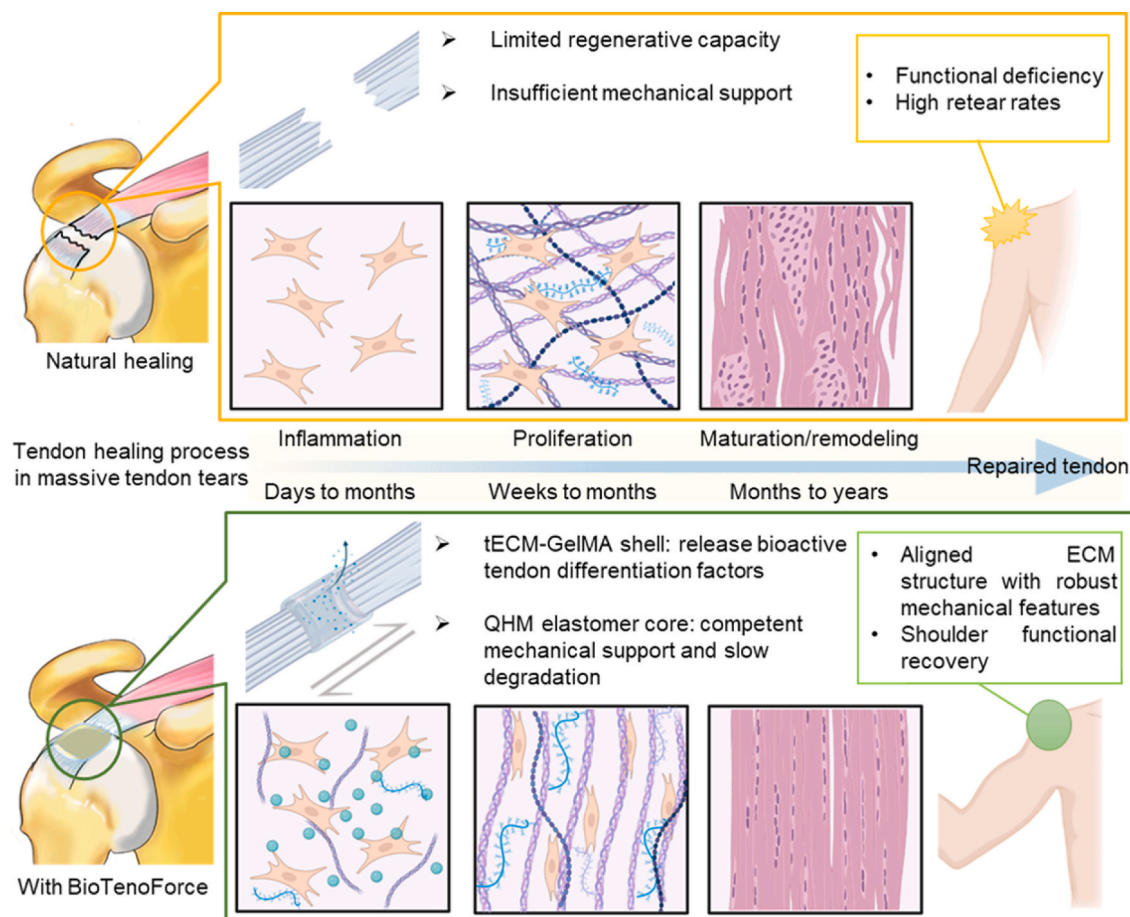 ➢ Limited regenerative capacity
➢ Insufficient mechanical support
• Functional deficiency
• High retear rates
Natural healing
Tendon healing process
in massive tendon tears
Inflammation
Proliferation
Maturation/remodeling
Repaired tendon
Days to months
Weeks to months
Months to years
➢ tECM-GelMA shell: release bioactive
tendon differentiation factors
➢ QHM elastomer core: competent
mechanical support and slow
degradation
• Aligned ECM
structure with robust
mechanical features
• Shoulder functional
recovery
With BioTenoForce